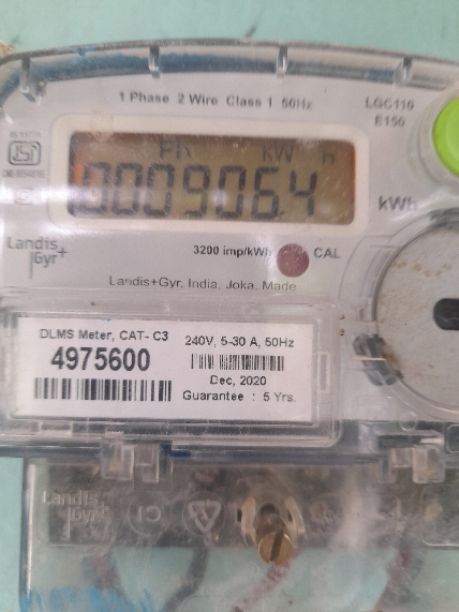 1 Phase 2 Wire Class 1 50Hz
LGC110
E150
ISI
kW h
0009064
kWh
Landis+
Gyr
3200 imp/kWh
CAL
Landis+Gyr, India, Joka, Made
DLMS Meter, CAT- C3
4975600
240V, 5-30 A, 50Hz
Dec, 2020
Guarantee : 5 Yrs.
Landis+
Gyr